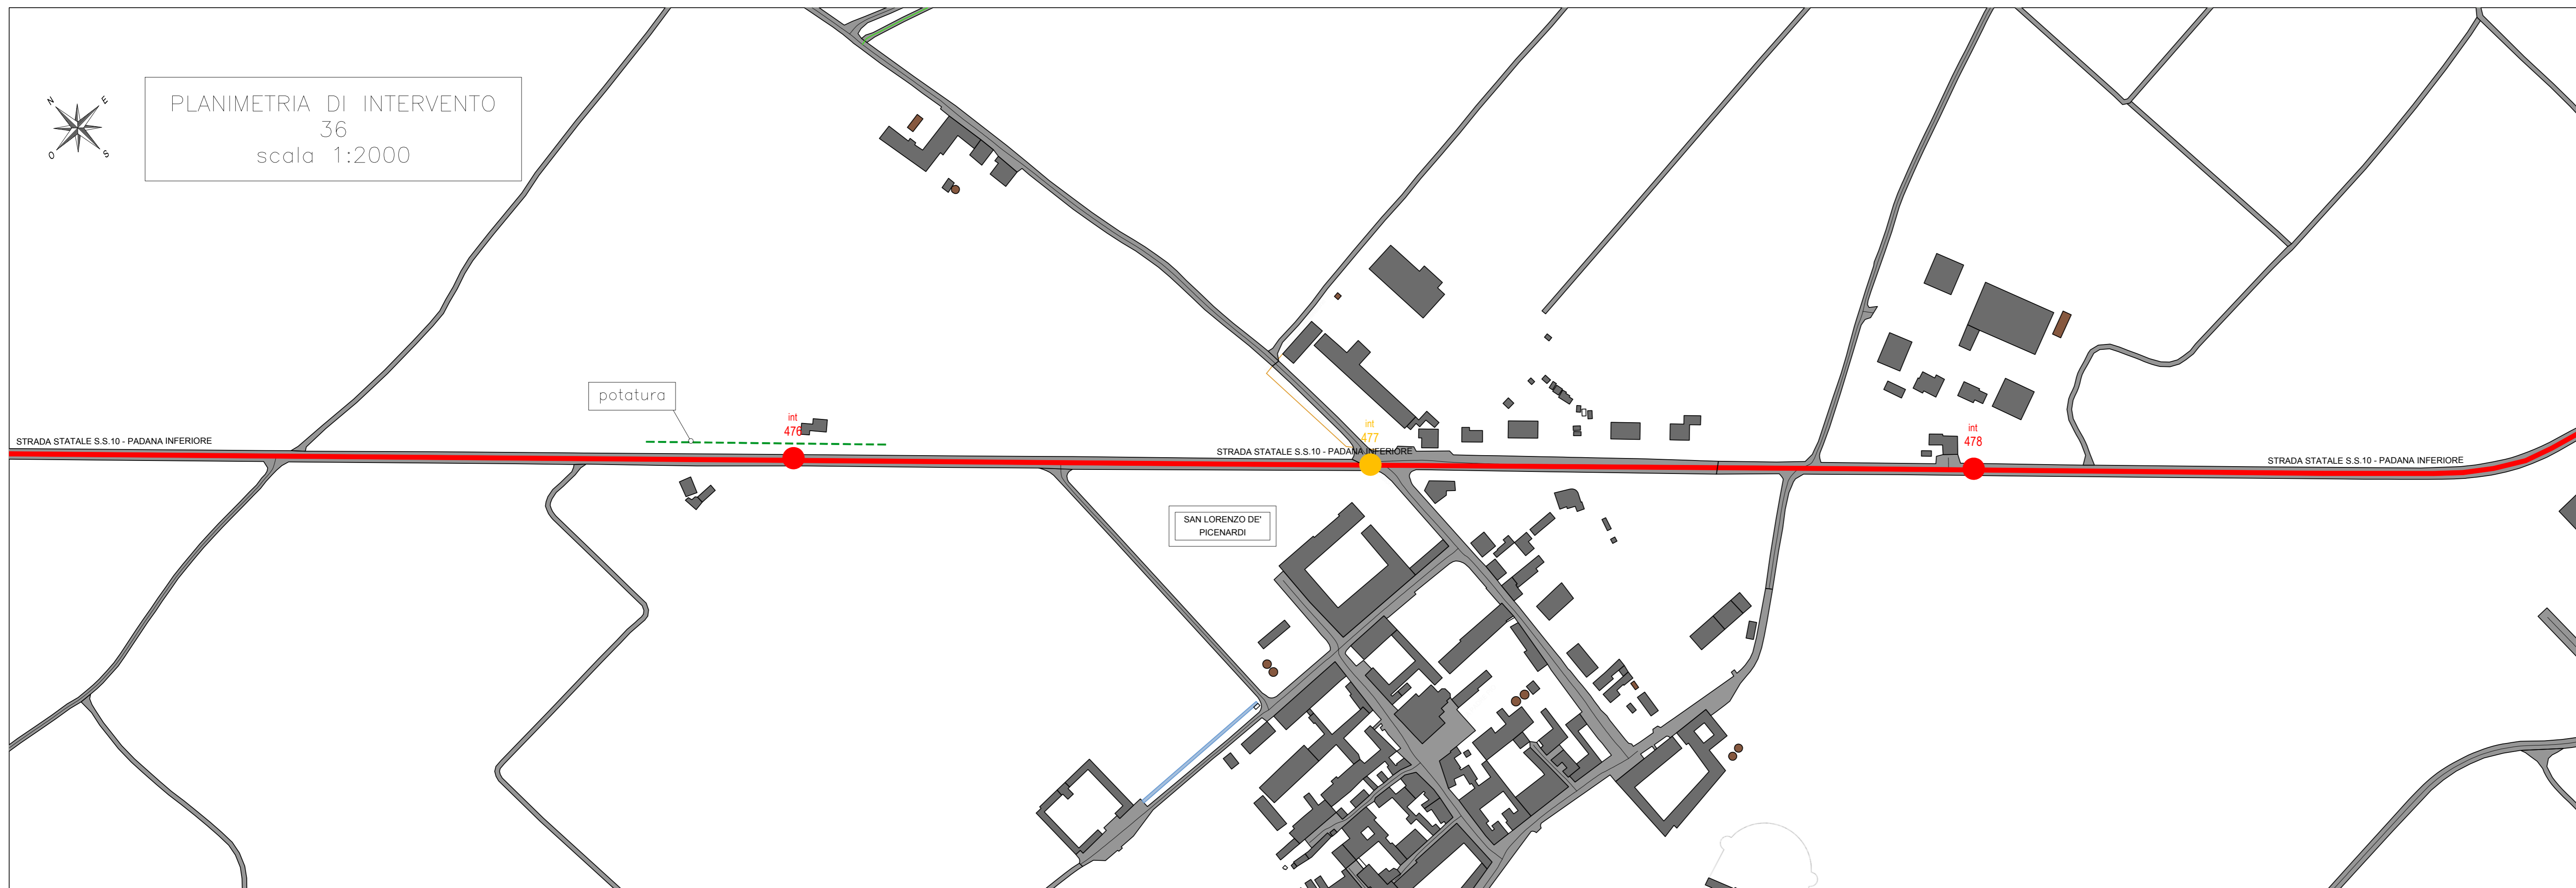 N
E
O
S
PLANIMETRIA DI INTERVENTO
36
scala 1:2000
potatura
int
476
STRADA STATALE S.S.10 - PADANA INFERIORE
int
477
STRADA STATALE S.S.10 - PADANA INFERIORE
int
478
STRADA STATALE S.S.10 - PADANA INFERIORE
SAN LORENZO DE'
PICENARDI